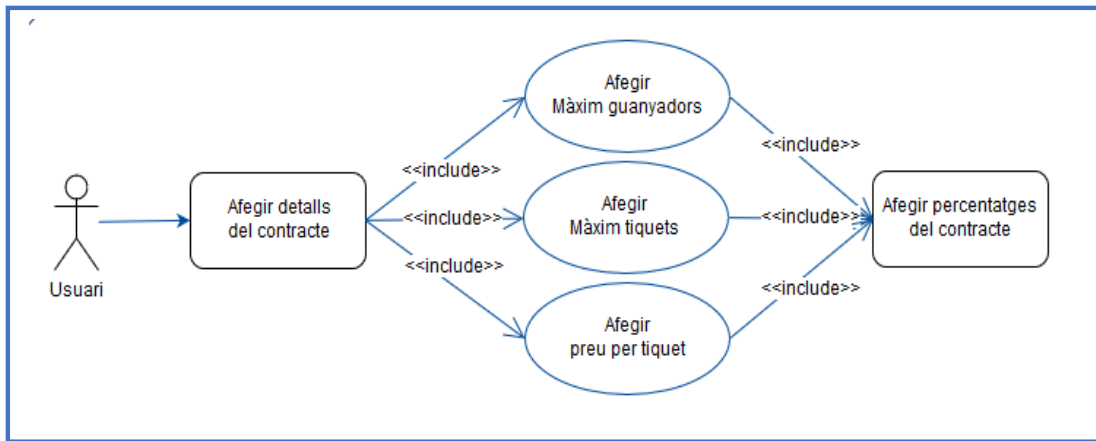 Afegir
Màxim guanyadors
<<include>>
<<include>>
Afegir detalls
del contracte
<<include>>
Afegir
Màxim tiquets
<<include>>
Afegir percentatges
del contracte
<<include>>
<<include>>
Usuari
Afegir
preu per tiquet